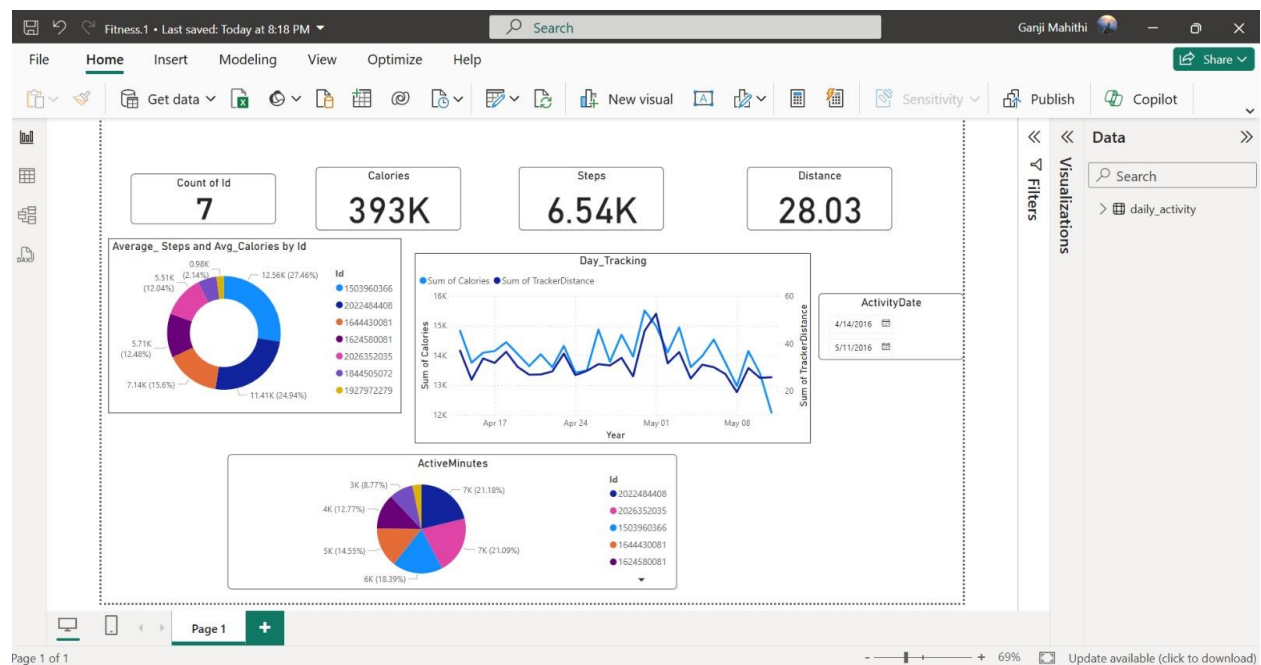 Fitness.1 • Last saved: Today at 8:18 PM
Search
Ganji Mahithi
File Home Insert Modeling View Optimize Help
Share
Get data
New visual
Sensitivity
Publish
Copilot
Count of Id
7
Calories
393K
Steps
6.54K
Distance
28.03
Average_ Steps and Avg_Calories by Id
0.98K
(2.14%)
12.56K (27.46%)
5.51K
(12.04%)
5.71K
(12.48%)
7.14K (15.6%)
11.41K (24.94%)
Id
1503960366
2022484408
1644430081
1624580081
2026352035
1844505072
1927972279
Day_Tracking
Sum of Calories Sum of TrackerDistance
16K
15K
14K
13K
12K
Sum of Calories
60
40
20
Sum of TrackerDistance
Apr 17 Apr 24 May 01 May 08
Year
ActivityDate
4/14/2016
5/11/2016
ActiveMinutes
3K (8.77%)
7K (21.18%)
4K (12.77%)
5K (14.55%)
7K (21.09%)
6K (18.39%)
Id
2022484408
2026352035
1503960366
1644430081
1624580081
Filters
Visualizations
Data
Search
daily_activity
DAX
Page 1
+
Page 1 of 1
- + 69%
Update available (click to download)